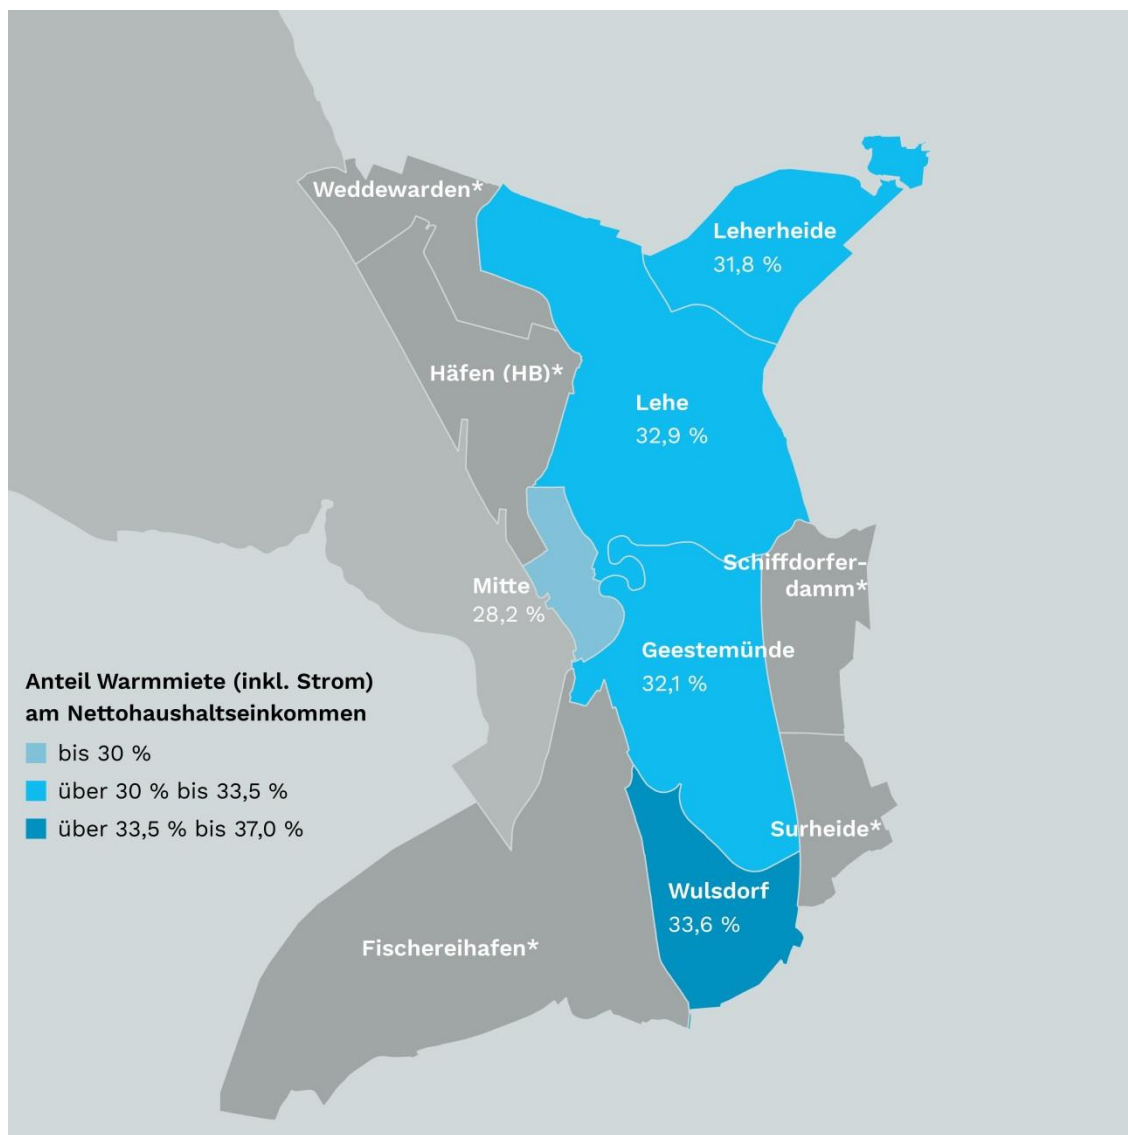 Weddewarden*
Leherheide
31,8 %
Häfen (HB)*
Lehe
32,9 %
Schiffdorfer-
damm*
Mitte
28,2 %
Geestemünde
32,1 %
Anteil Warmmiete (inkl. Strom)
am Nettohaushaltseinkommen
bis 30 %
über 30 % bis 33,5 %
über 33,5 % bis 37,0 %
Surheide*
Wulsdorf
33,6 %
Fischereihafen*